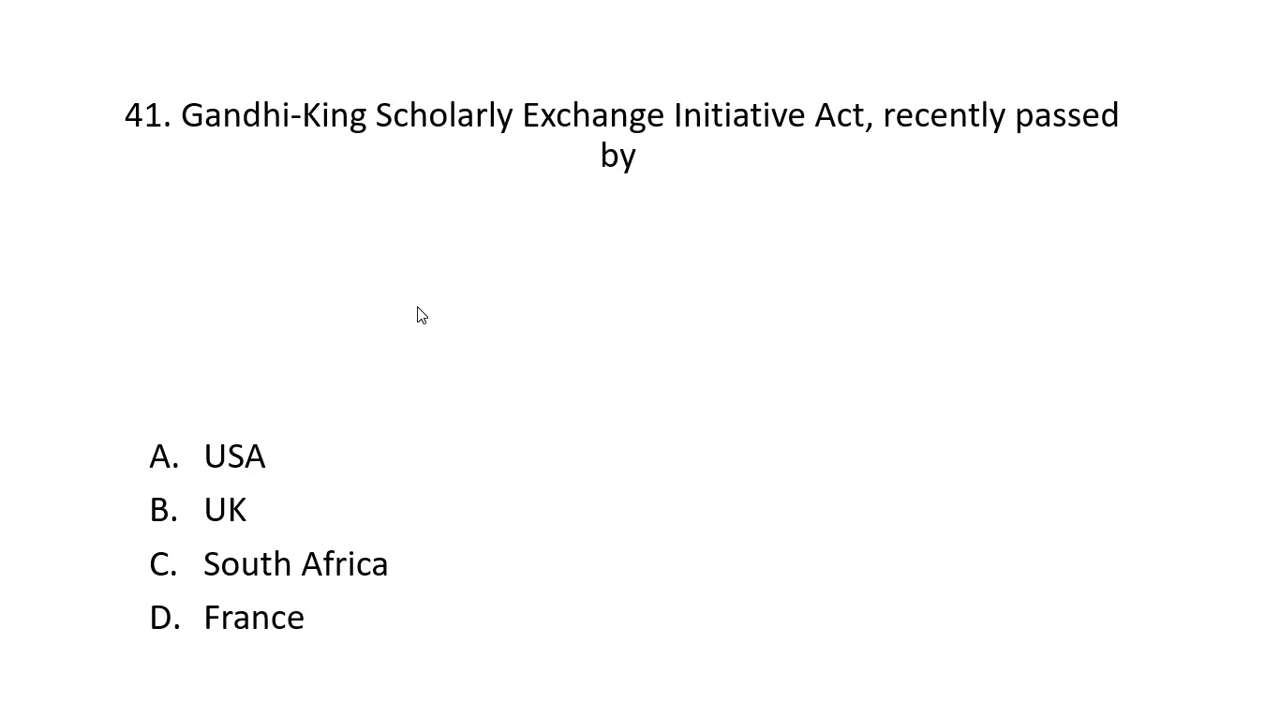 41. Gandhi-King Scholarly Exchange Initiative Act, recently passed
by
A. USA
B. UK
C. South Africa
D. France